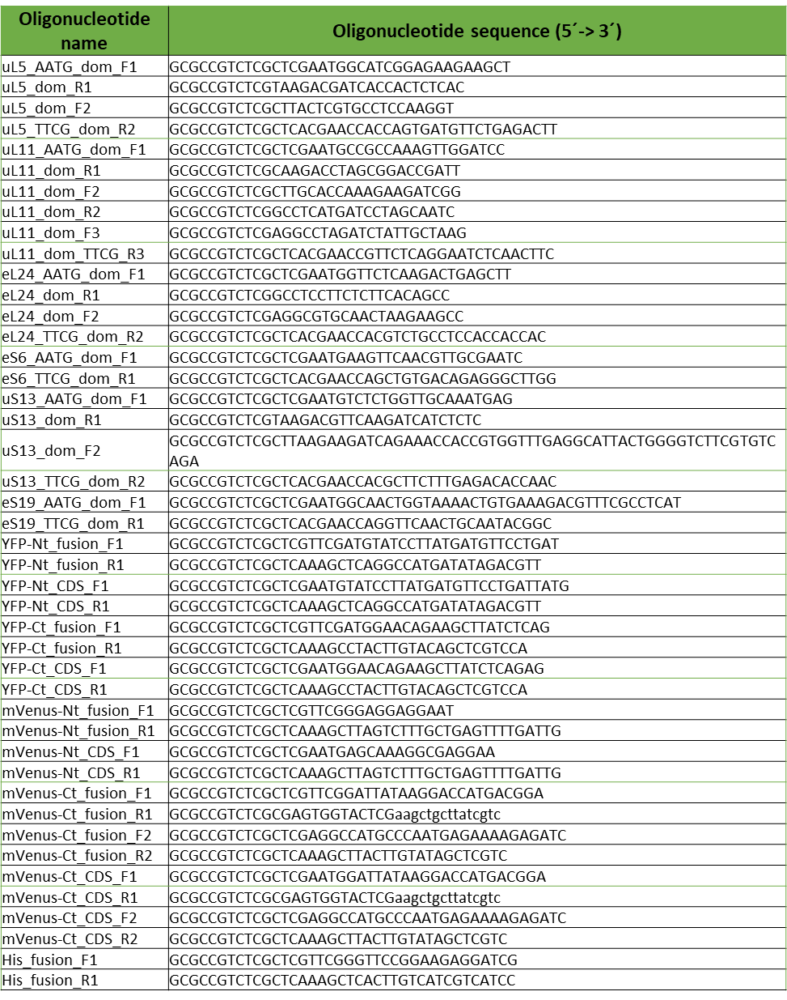 Oligonucleotide name	Oligonucleotide sequence (5´-> 3´)
uL5_AATG_dom_F1	GCGCCGTCTCGCTCGAATGGCATCGGAGAAGAAGCT
uL5_dom_R1	GCGCCGTCTCGTAAGACGATCACCACTCTCAC
uL5_dom_F2	GCGCCGTCTCGCTTACTCGTGCCTCCAAGGT
uL5_TTCG_dom_R2	GCGCCGTCTCGCTCACGAACCACCAGTGATGTTCTGAGACTT
uL11_AATG_dom_F1	GCGCCGTCTCGCTCGAATGCCGCCAAAGTTGGATCC
uL11_dom_R1	GCGCCGTCTCGCAAGACCTAGCGGACCGATT
uL11_dom_F2	GCGCCGTCTCGCTTGCACCAAAGAAGATCGG
uL11_dom_R2	GCGCCGTCTCGGCCTCATGATCCTAGCAATC
uL11_dom_F3	GCGCCGTCTCGAGGCCTAGATCTATTGCTAAG
uL11_dom_TTCG_R3	GCGCCGTCTCGCTCACGAACCGTTCTCAGGAATCTCAACTTC
eL24_AATG_dom_F1	GCGCCGTCTCGCTCGAATGGTTCTCAAGACTGAGCTT
eL24_dom_R1	GCGCCGTCTCGGCCTCCTTCTCTTCACAGCC
eL24_dom_F2	GCGCCGTCTCGAGGCGTGCAACTAAGAAGCC
eL24_TTCG_dom_R2	GCGCCGTCTCGCTCACGAACCACGTCTGCCTCCACCACCAC
eS6_AATG_dom_F1	GCGCCGTCTCGCTCGAATGAAGTTCAACGTTGCGAATC
eS6_TTCG_dom_R1	GCGCCGTCTCGCTCACGAACCAGCTGTGACAGAGGGCTTGG
uS13_AATG_dom_F1	GCGCCGTCTCGCTCGAATGTCTCTGGTTGCAAATGAG
uS13_dom_R1	GCGCCGTCTCGTAAGACGTTCAAGATCATCTCTC
uS13_dom_F2	GCGCCGTCTCGCTTAAGAAGATCAGAAACCACCGTGGTTTGAGGCATTACTGGGGTCTTCGTGTC
AGA
uS13_TTCG_dom_R2	GCGCCGTCTCGCTCACGAACCACGCTTCTTTGAGACACCAAC
eS19_AATG_dom_F1	GCGCCGTCTCGCTCGAATGGCAACTGGTAAAACTGTGAAAGACGTTTCGCCTCAT
eS19_TTCG_dom_R1	GCGCCGTCTCGCTCACGAACCAGGTTCAACTGCAATACGGC
YFP-Nt_fusion_F1	GCGCCGTCTCGCTCGTTCGATGTATCCTTATGATGTTCCTGAT
YFP-Nt_fusion_R1	GCGCCGTCTCGCTCAAAGCTCAGGCCATGATATAGACGTT
YFP-Nt_CDS_F1	GCGCCGTCTCGCTCGAATGTATCCTTATGATGTTCCTGATTATG
YFP-Nt_CDS_R1	GCGCCGTCTCGCTCAAAGCTCAGGCCATGATATAGACGTT
YFP-Ct_fusion_F1	GCGCCGTCTCGCTCGTTCGATGGAACAGAAGCTTATCTCAG
YFP-Ct_fusion_R1	GCGCCGTCTCGCTCAAAGCCTACTTGTACAGCTCGTCCA
YFP-Ct_CDS_F1	GCGCCGTCTCGCTCGAATGGAACAGAAGCTTATCTCAGAG
YFP-Ct_CDS_R1	GCGCCGTCTCGCTCAAAGCCTACTTGTACAGCTCGTCCA
mVenus-Nt_fusion_F1	GCGCCGTCTCGCTCGTTCGGGAGGAGGAAT
mVenus-Nt_fusion_R1	GCGCCGTCTCGCTCAAAGCTTAGTCTTTGCTGAGTTTTGATTG
mVenus-Nt_CDS_F1	GCGCCGTCTCGCTCGAATGAGCAAAGGCGAGGAA
mVenus-Nt_CDS_R1	GCGCCGTCTCGCTCAAAGCTTAGTCTTTGCTGAGTTTTGATTG
mVenus-Ct_fusion_F1	GCGCCGTCTCGCTCGTTCGGATTATAAGGACCATGACGGA
mVenus-Ct_fusion_R1	GCGCCGTCTCGCGAGTGGTACTCGaagctgcttatcgtc
mVenus-Ct_fusion_F2	GCGCCGTCTCGCTCGAGGCCATGCCCAATGAGAAAAGAGATC
mVenus-Ct_fusion_R2	GCGCCGTCTCGCTCAAAGCTTACTTGTATAGCTCGTC
mVenus-Ct_CDS_F1	GCGCCGTCTCGCTCGAATGGATTATAAGGACCATGACGGA
mVenus-Ct_CDS_R1	GCGCCGTCTCGCGAGTGGTACTCGaagctgcttatcgtc
mVenus-Ct_CDS_F2	GCGCCGTCTCGCTCGAGGCCATGCCCAATGAGAAAAGAGATC
mVenus-Ct_CDS_R2	GCGCCGTCTCGCTCAAAGCTTACTTGTATAGCTCGTC
His_fusion_F1	GCGCCGTCTCGCTCGTTCGGGTTCCGGAAGAGGATCG
His_fusion_R1	GCGCCGTCTCGCTCAAAGCTCACTTGTCATCGTCATCC